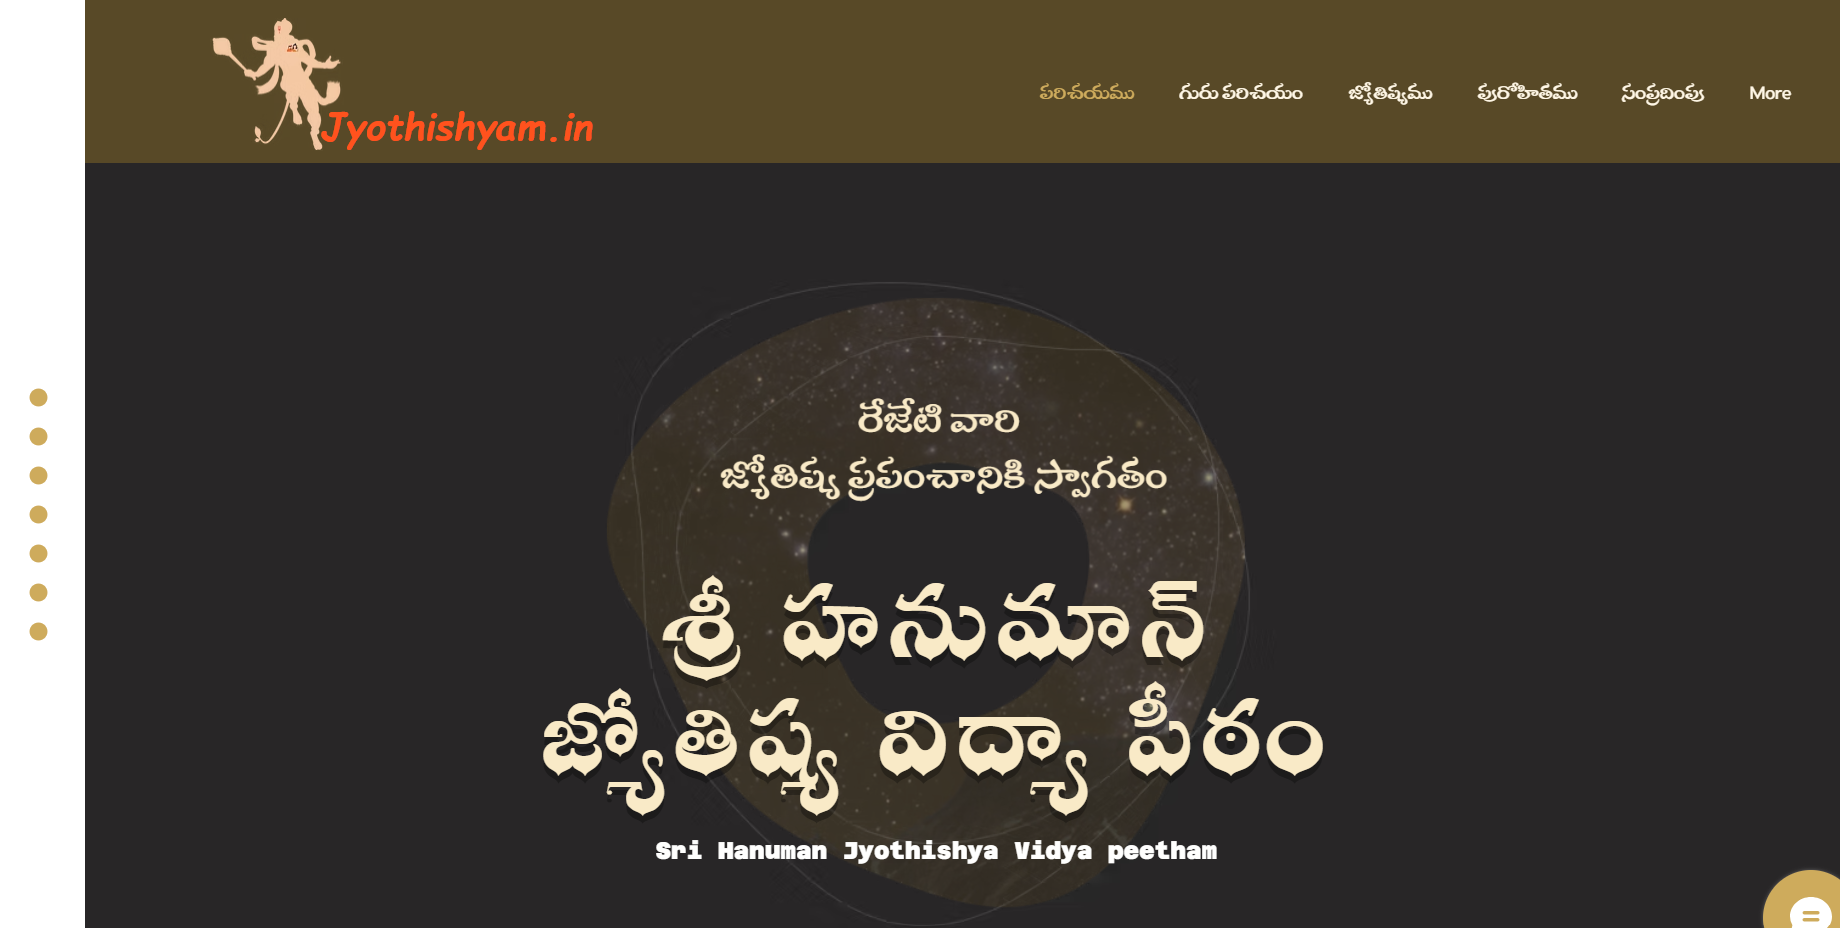 Jyothishyam.in
పరిచయము గురు పరిచయం జ్యోతిష్యము పురోహితము సంప్రదింపు More
రేజేటి వారి
జ్యోతిష్య ప్రపంచానికి స్వాగతం
శ్రీ హనుమాన్
జ్యోతిష్య విద్యా పీఠం
Sri Hanuman Jyothishya Vidya peetham